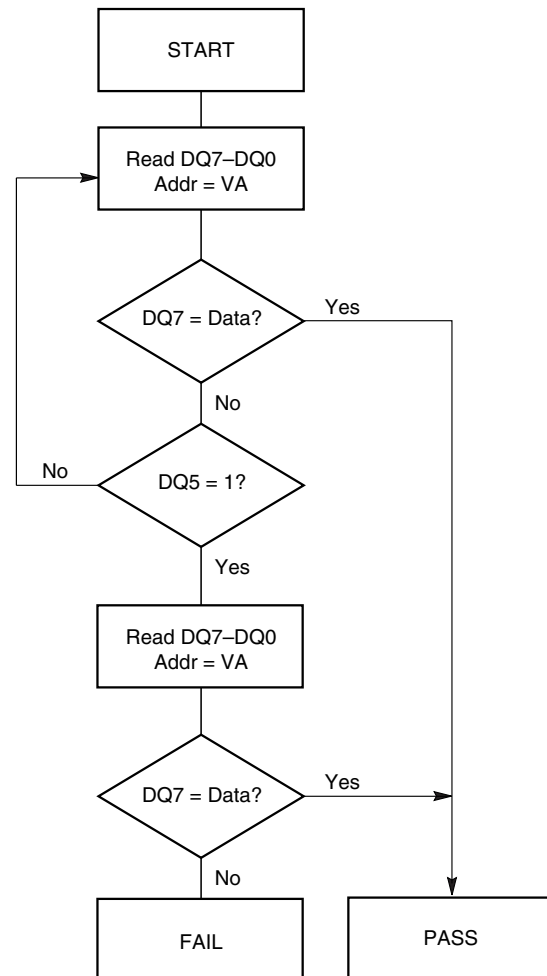 START
Read DQ7–DQ0
Addr = VA
DQ7 = Data?
Yes
No
No
DQ5 = 1?
Yes
Read DQ7–DQ0
Addr = VA
DQ7 = Data?
Yes
No
FAIL
PASS